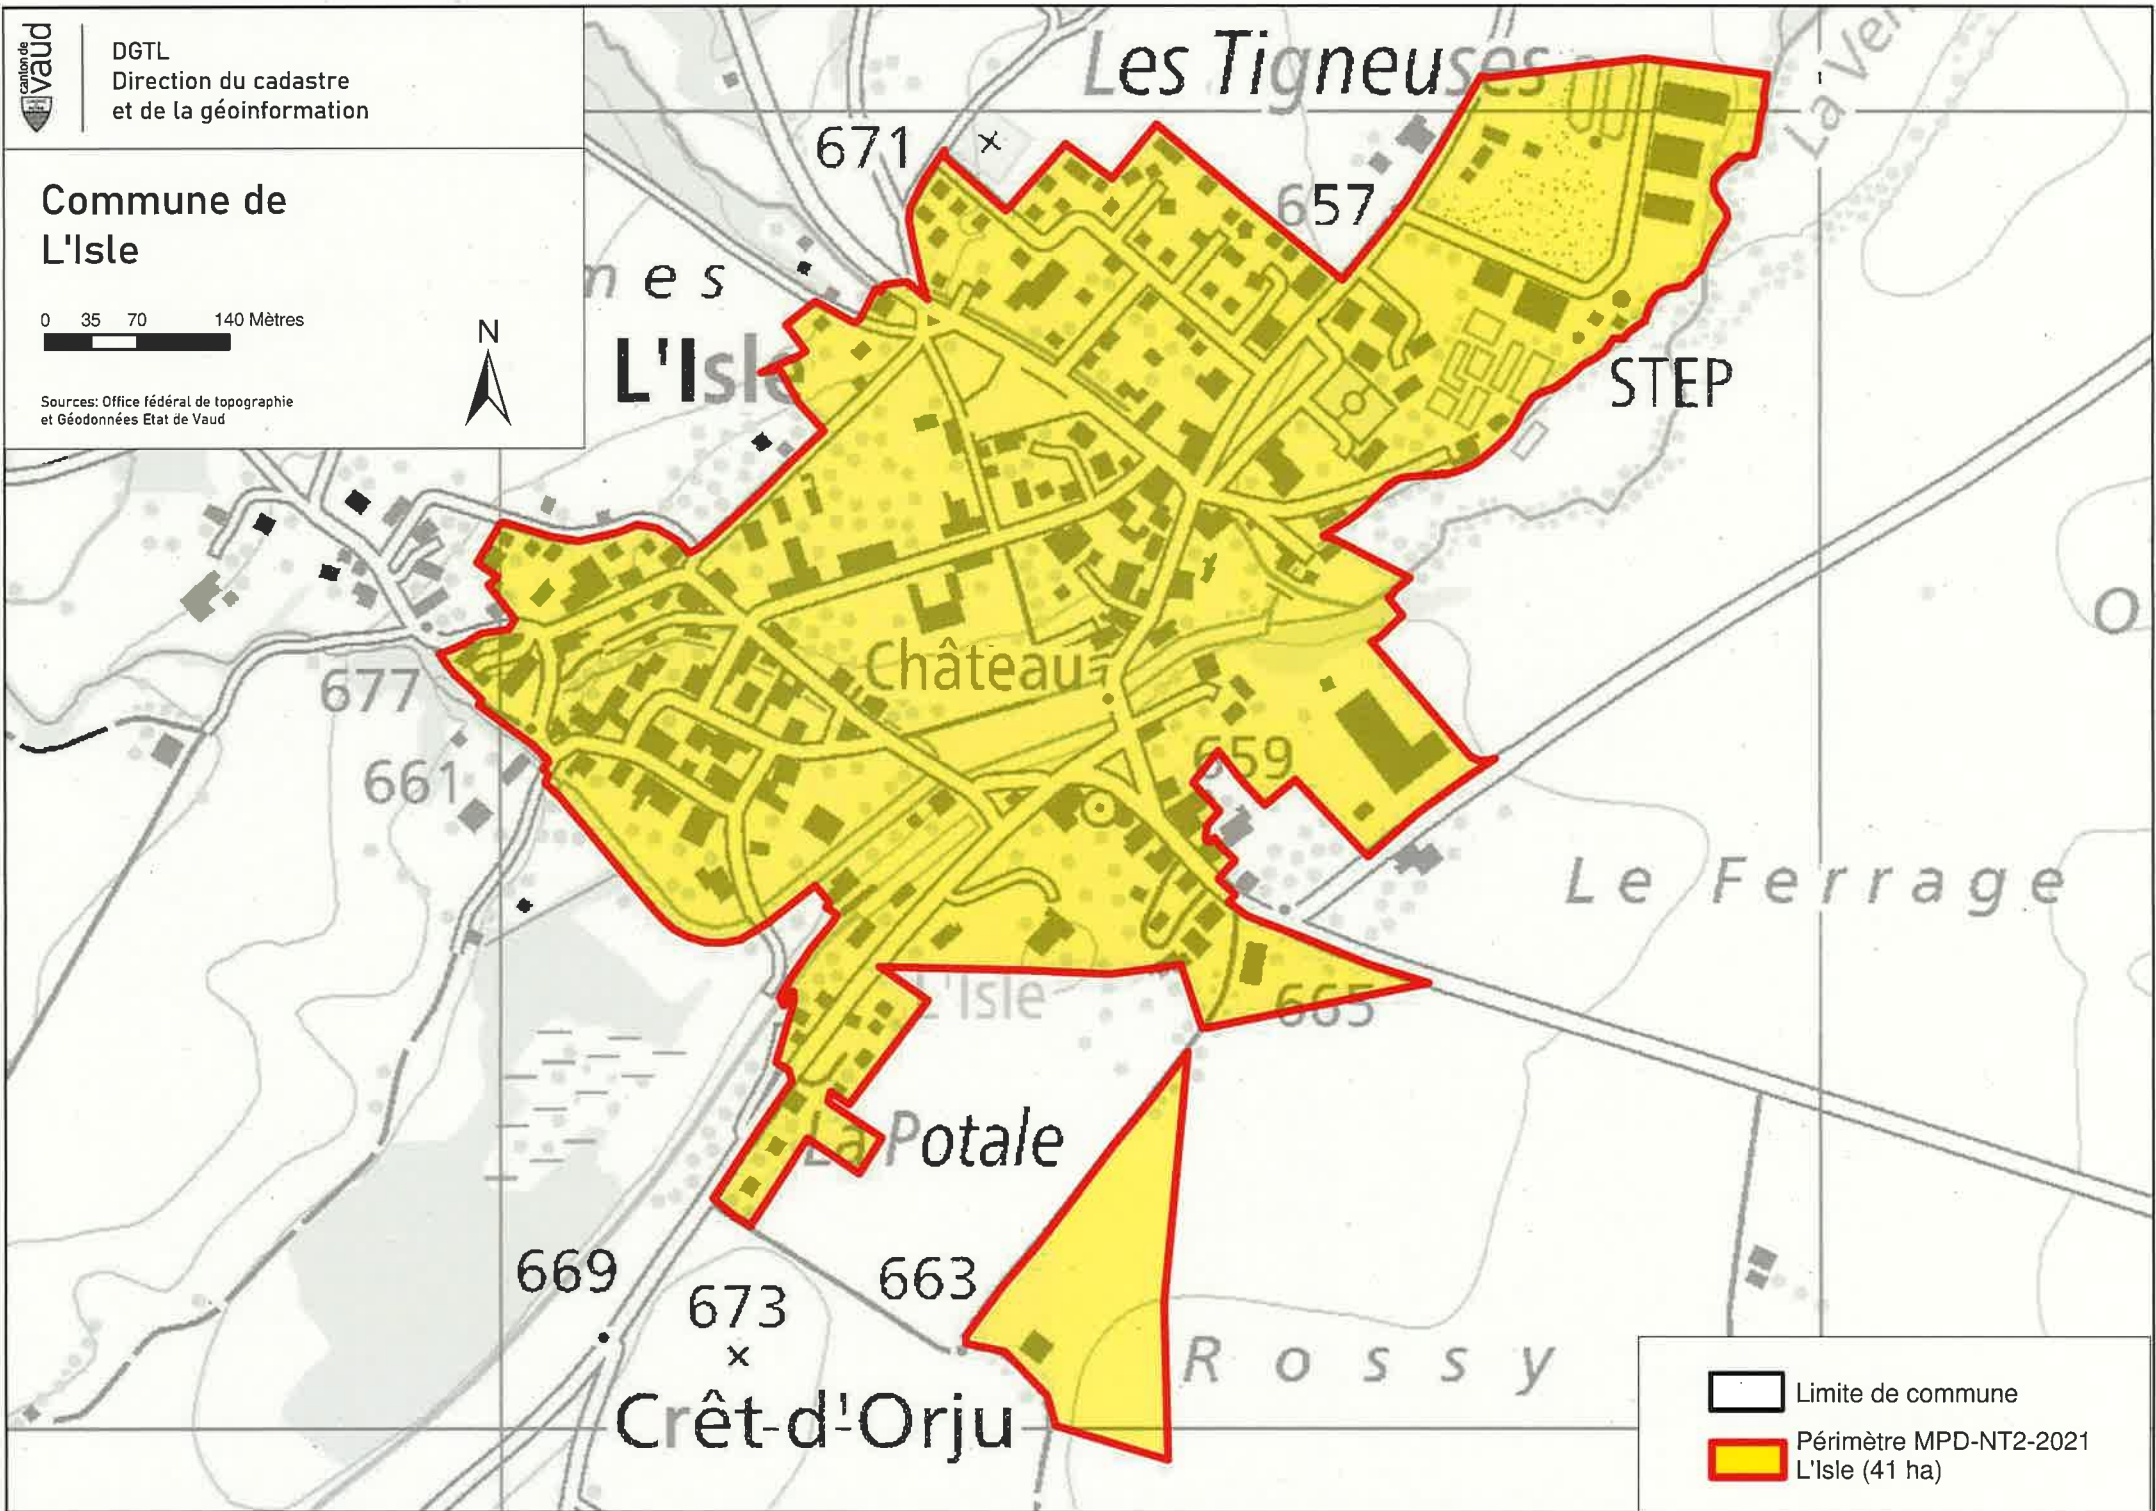 canton de
vaud
DGTL
Direction du cadastre
et de la géoinformation
Commune de
L'Isle
0 35 70 140 Mètres
N
Sources: Office fédéral de topographie
et Géodonnées Etat de Vaud
Les Tigneuses
La Ven
671
657
mes
L'Isle
STEP
O
Château
677
661
659
Le Ferrage
L'Isle
665
La Potale
669
673
663
Rossy
Crêt-d'Orju
Limite de commune
Périmètre MPD-NT2-2021
L'Isle (41 ha)